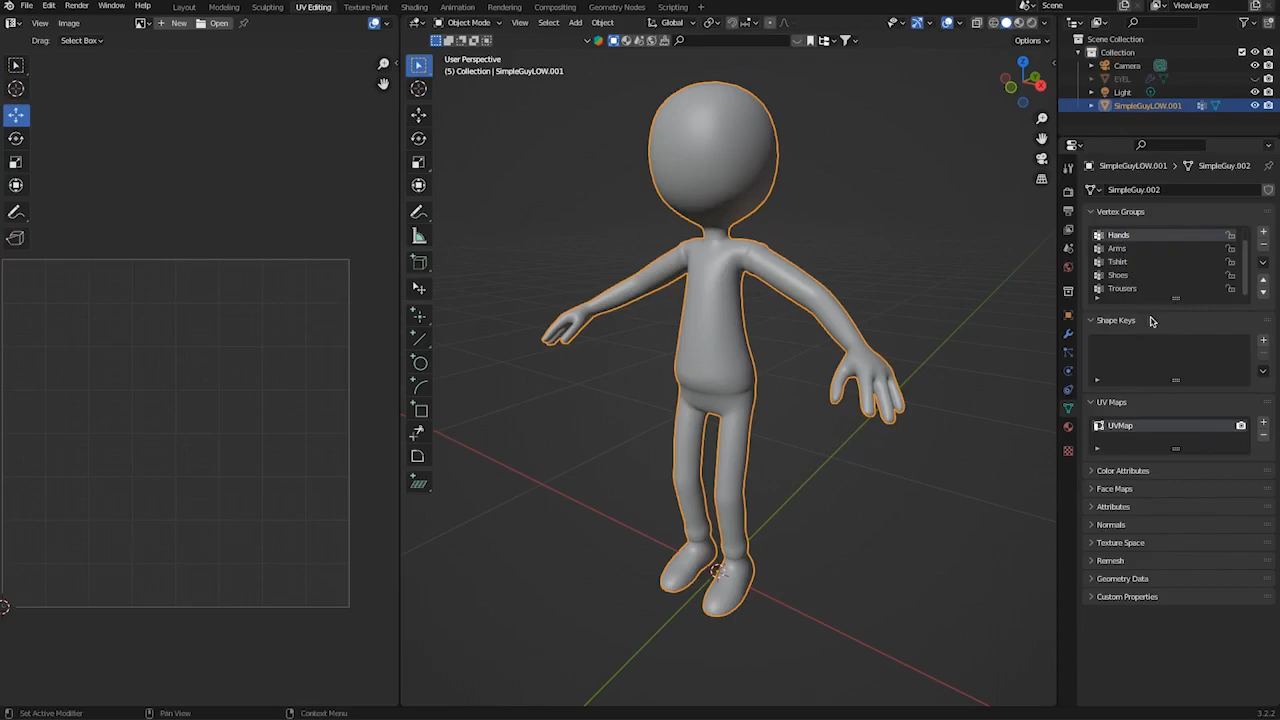 File Edit Render Window Help Layout Modeling Sculpting UV Editing Texture Paint Shading Animation Rendering Compositing Geometry Nodes Scripting Scene ViewLayer
View Image New Open Object Mode View Select Add Object Global
Drag: Select Box Options
User Perspective
(5) Collection | SimpleGuyLOW.001
Scene Collection
Collection
Camera
EYEL
Light
SimpleGuyLOW.001
SimpleGuyLOW.001 SimpleGuy.002
SimpleGuy.002
Vertex Groups
Hands
Arms
Tshirt
Shoes
Trousers
Shape Keys
UV Maps
UVMap
Color Attributes
Face Maps
Attributes
Normals
Texture Space
Remesh
Geometry Data
Custom Properties
Set Active Modifier Pan View Context Menu 3.2.2